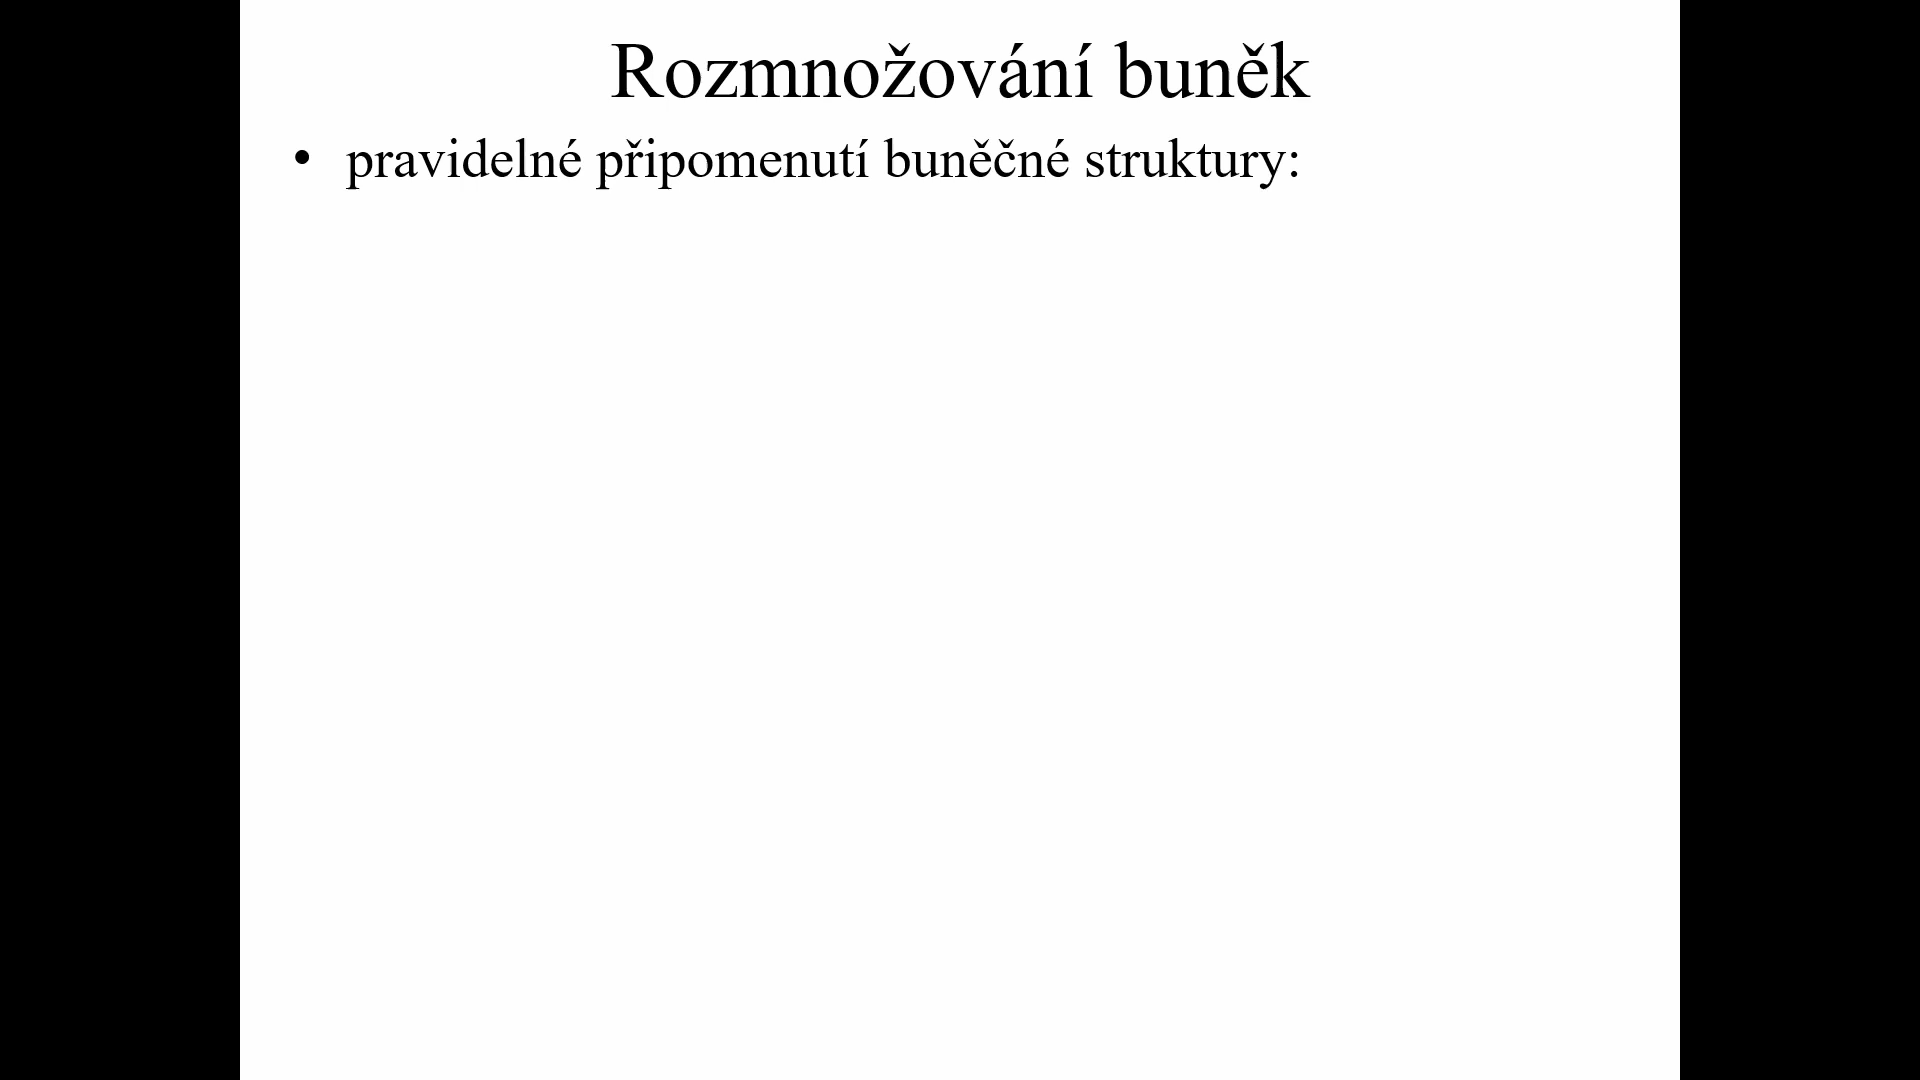 Rozmnožování buněk
• pravidelné připomenutí buněčné struktury: